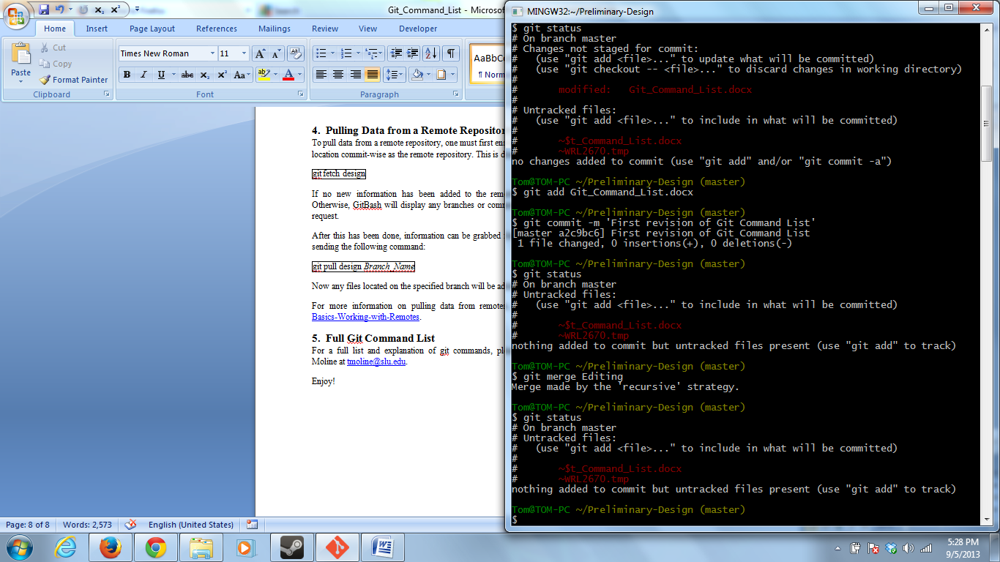 Git_Command_List - Microsof
Home Insert Page Layout References Mailings Review View Developer
Paste
Cut
Copy
Format Painter
Clipboard
Times New Roman 11
Font
Paragraph
AaBbCc
¶ Norm
4. Pulling Data from a Remote Repositor
To pull data from a remote repository, one must first en
location commit-wise as the remote repository. This is d
git fetch design
If no new information has been added to the rem
Otherwise, GitBash will display any branches or com
request.
After this has been done, information can be grabbed
sending the following command:
git pull design Branch_Name
Now any files located on the specified branch will be ad
For more information on pulling data from remotes
Basics-Working-with-Remotes.
5. Full Git Command List
For a full list and explanation of git commands, pl
Moline at tmoline@slu.edu.
Enjoy!
Page: 8 of 8 Words: 2,573 English (United States)
MINGW32:~/Preliminary-Design
$ git status
# On branch master
# Changes not staged for commit:
#   (use "git add <file>..." to update what will be committed)
#   (use "git checkout -- <file>..." to discard changes in working directory)
#
#       modified:   Git_Command_List.docx
#
# Untracked files:
#   (use "git add <file>..." to include in what will be committed)
#
#       ~$t_Command_List.docx
#       ~WRL2670.tmp
no changes added to commit (use "git add" and/or "git commit -a")
Tom@TOM-PC ~/Preliminary-Design (master)
$ git add Git_Command_List.docx
Tom@TOM-PC ~/Preliminary-Design (master)
$ git commit -m 'First revision of Git Command List'
[master a2c9bc6] First revision of Git Command List
 1 file changed, 0 insertions(+), 0 deletions(-)
Tom@TOM-PC ~/Preliminary-Design (master)
$ git status
# On branch master
# Untracked files:
#   (use "git add <file>..." to include in what will be committed)
#
#       ~$t_Command_List.docx
#       ~WRL2670.tmp
nothing added to commit but untracked files present (use "git add" to track)
Tom@TOM-PC ~/Preliminary-Design (master)
$ git merge Editing
Merge made by the 'recursive' strategy.
Tom@TOM-PC ~/Preliminary-Design (master)
$ git status
# On branch master
# Untracked files:
#   (use "git add <file>..." to include in what will be committed)
#
#       ~$t_Command_List.docx
#       ~WRL2670.tmp
nothing added to commit but untracked files present (use "git add" to track)
Tom@TOM-PC ~/Preliminary-Design (master)
$
5:28 PM
9/5/2013